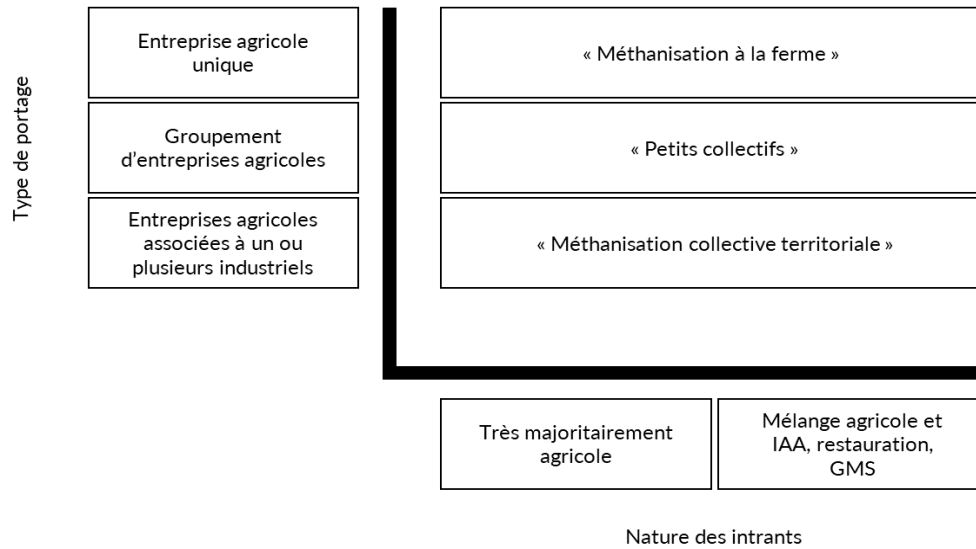 Type de portage
Entreprise agricole
unique
« Méthanisation à la ferme »
Groupement
d’entreprises agricoles
« Petits collectifs »
Entreprises agricoles
associées à un ou
plusieurs industriels
« Méthanisation collective territoriale »
Très majoritairement
agricole
Mélange agricole et
IAA, restauration,
GMS
Nature des intrants